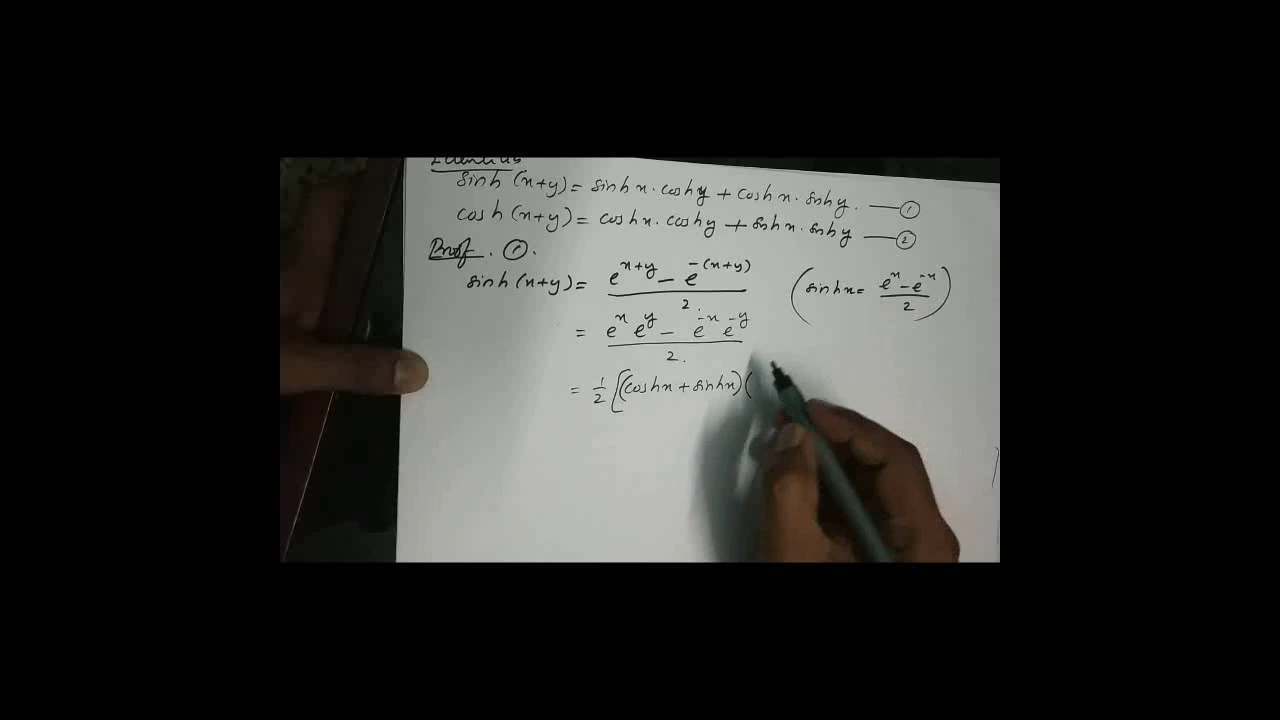 Identities
sinh (x+y) = sinh x . cosh y + cosh x . sinh y . — ①
cosh (x+y) = cosh x . cosh y + sinh x . sinh y — ②
Proof . ① .
sinh (x+y) = e^{x+y} - e^{-(x+y)} / 2 . ( sinh x = e^x - e^{-x} / 2 )
= e^x e^y - e^{-x} e^{-y} / 2 .
= 1/2 [ (cosh x + sinh x) (